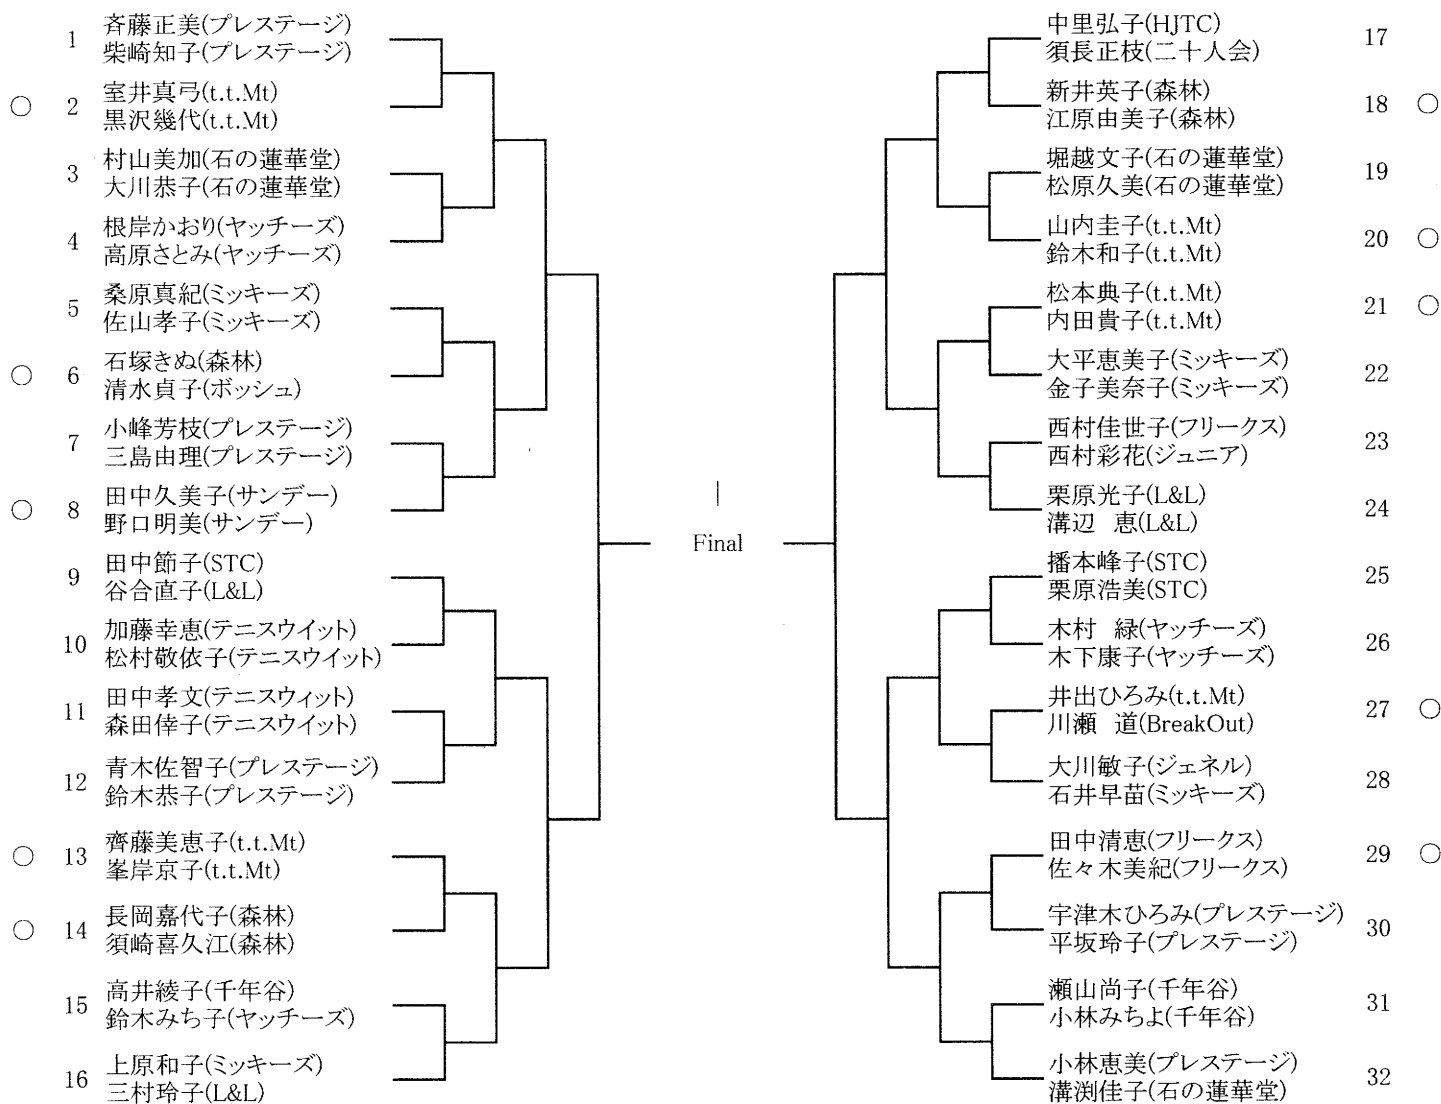 1 斉藤正美(プレステージ)
柴崎知子(プレステージ)
○ 2 室井真弓(t.t.Mt)
黒沢幾代(t.t.Mt)
3 村山美加(石の蓮華堂)
大川恭子(石の蓮華堂)
4 根岸かおり(ヤッチーズ)
高原さとみ(ヤッチーズ)
5 桑原真紀(ミッキーズ)
佐山孝子(ミッキーズ)
○ 6 石塚きぬ(森林)
清水貞子(ボッシュ)
7 小峰芳枝(プレステージ)
三島由理(プレステージ)
○ 8 田中久美子(サンデー)
野口明美(サンデー)
9 田中節子(STC)
谷合直子(L&L)
10 加藤幸恵(テニスウイット)
松村敬依子(テニスウイット)
11 田中孝文(テニスウィット)
森田倖子(テニスウイット)
12 青木佐智子(プレステージ)
鈴木恭子(プレステージ)
○ 13 齊藤美恵子(t.t.Mt)
峯岸京子(t.t.Mt)
○ 14 長岡嘉代子(森林)
須崎喜久江(森林)
15 高井綾子(千年谷)
鈴木みち子(ヤッチーズ)
16 上原和子(ミッキーズ)
三村玲子(L&L)
Final
中里弘子(HJTC) 17
須長正枝(二十人会)
新井英子(森林) 18 ○
江原由美子(森林)
堀越文子(石の蓮華堂) 19
松原久美(石の蓮華堂)
山内圭子(t.t.Mt) 20 ○
鈴木和子(t.t.Mt)
松本典子(t.t.Mt) 21 ○
内田貴子(t.t.Mt)
大平恵美子(ミッキーズ) 22
金子美奈子(ミッキーズ)
西村佳世子(フリークス) 23
西村彩花(ジュニア)
栗原光子(L&L) 24
溝辺 恵(L&L)
播本峰子(STC) 25
栗原浩美(STC)
木村 緑(ヤッチーズ) 26
木下康子(ヤッチーズ)
井出ひろみ(t.t.Mt) 27 ○
川瀬 道(BreakOut)
大川敏子(ジェネル) 28
石井早苗(ミッキーズ)
田中清恵(フリークス) 29 ○
佐々木美紀(フリークス)
宇津木ひろみ(プレステージ) 30
平坂玲子(プレステージ)
瀬山尚子(千年谷) 31
小林みちよ(千年谷)
小林恵美(プレステージ) 32
溝渕佳子(石の蓮華堂)